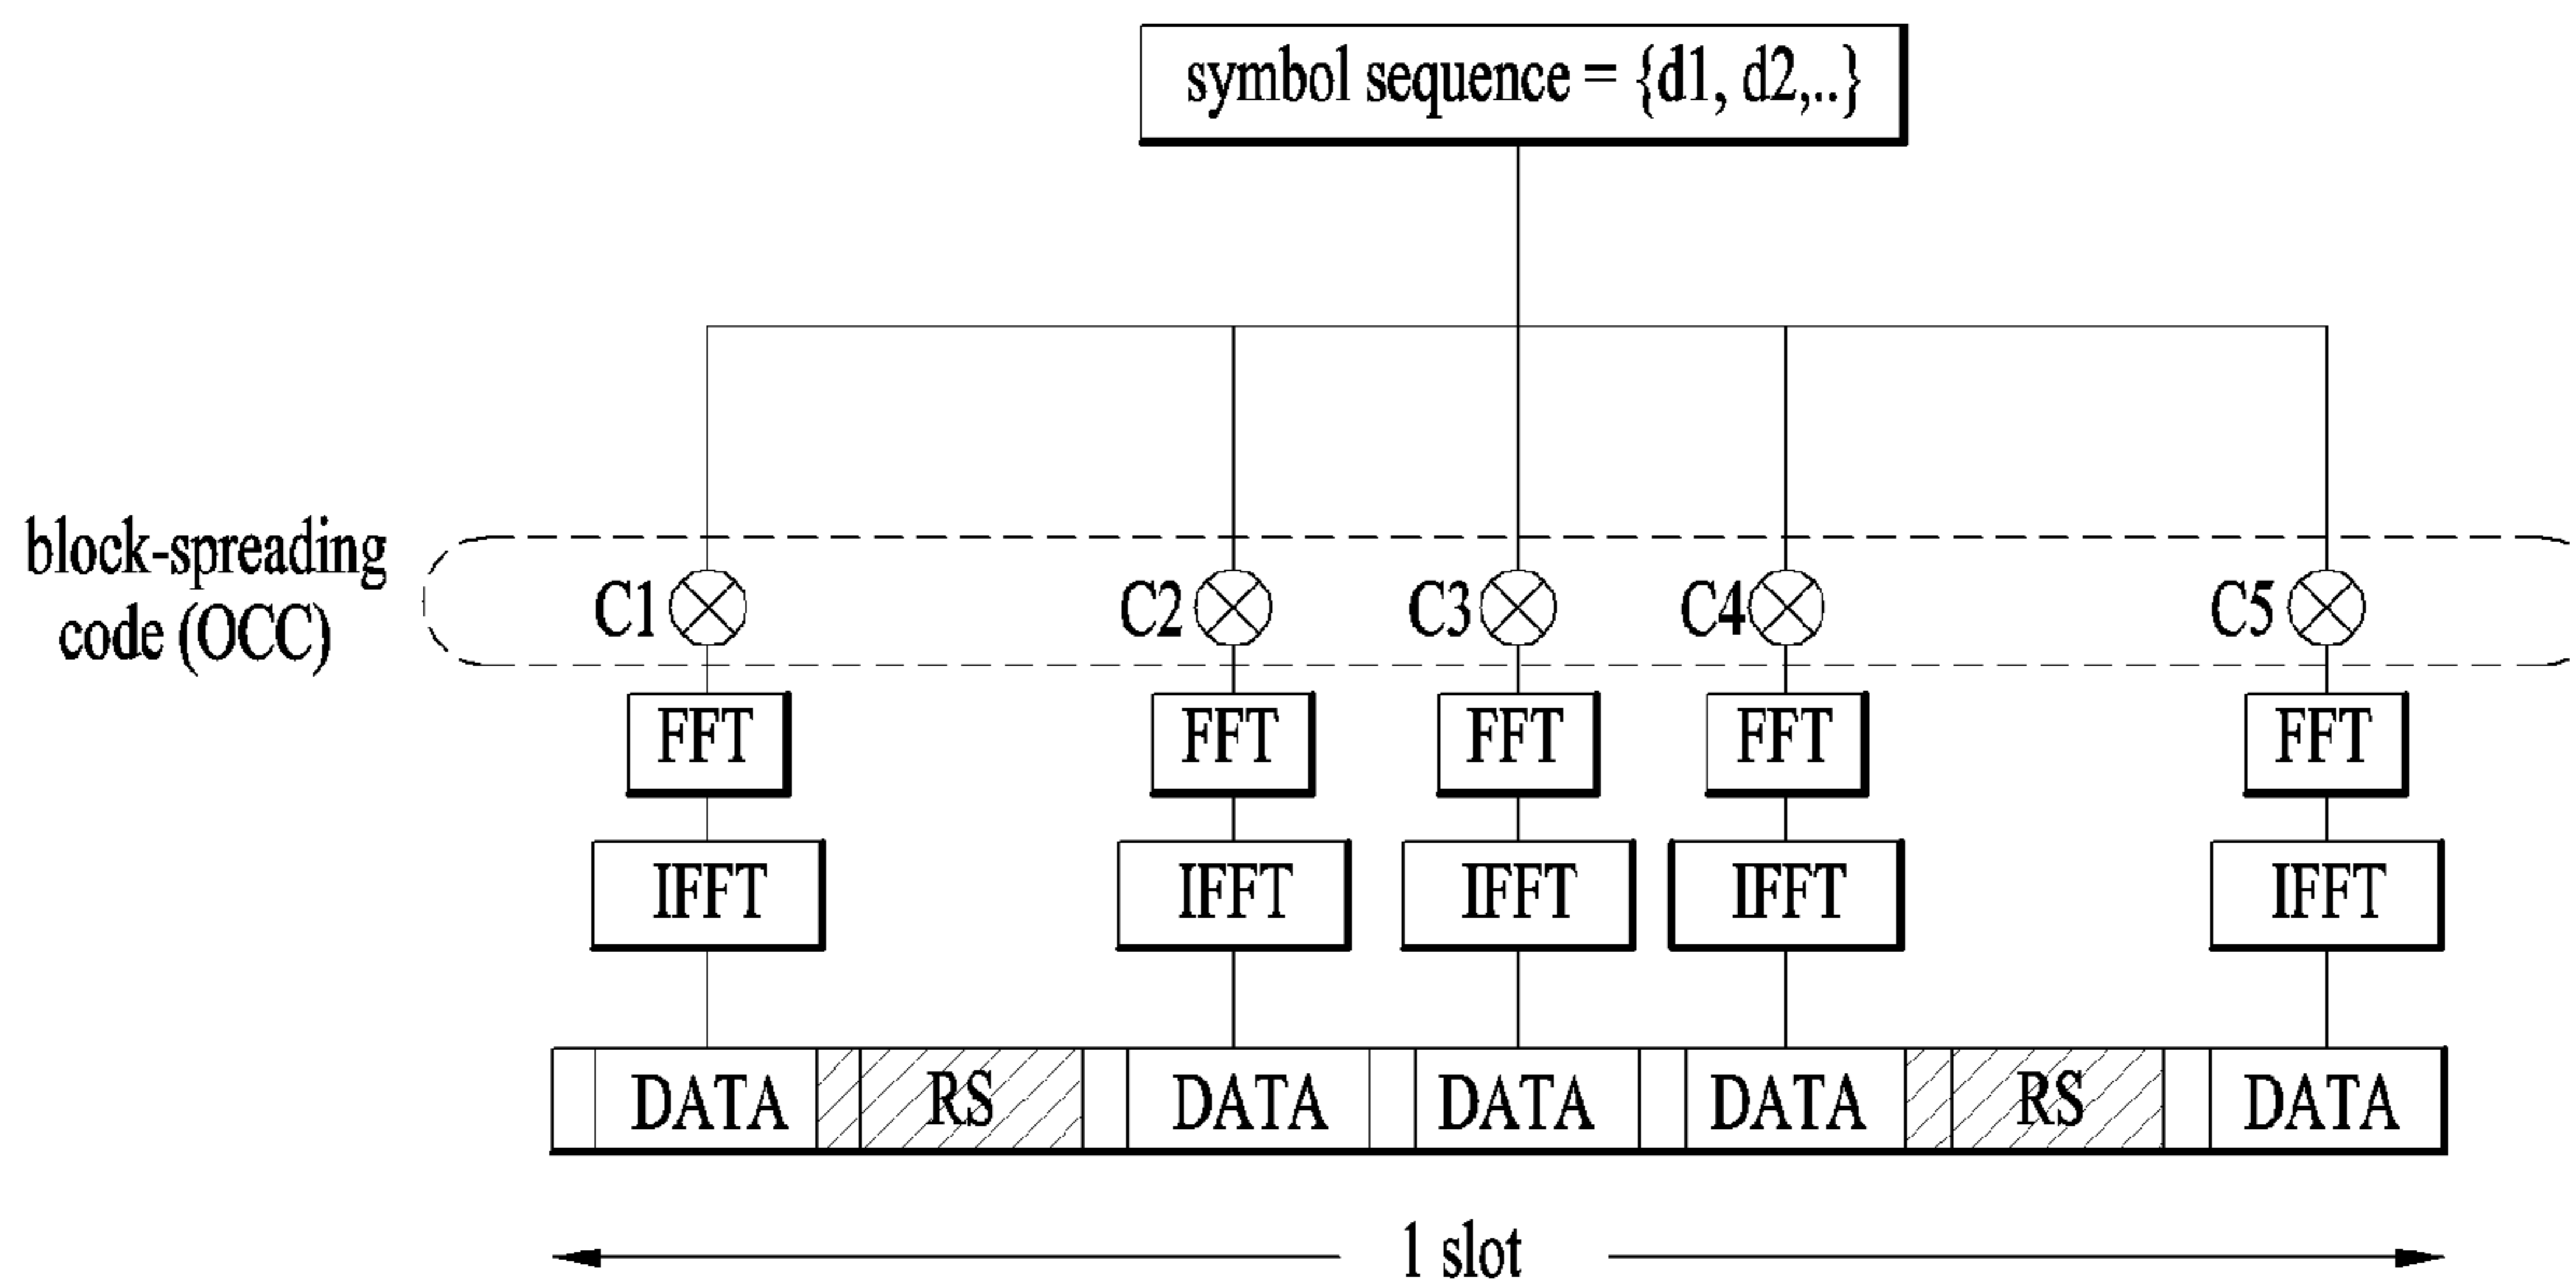 symbol sequence = {d1, d2,..}
block-spreading
code (OCC)
C1 C2 C3 C4 C5
FFT FFT FFT FFT FFT
IFFT IFFT IFFT IFFT IFFT
DATA RS DATA DATA DATA RS DATA
1 slot